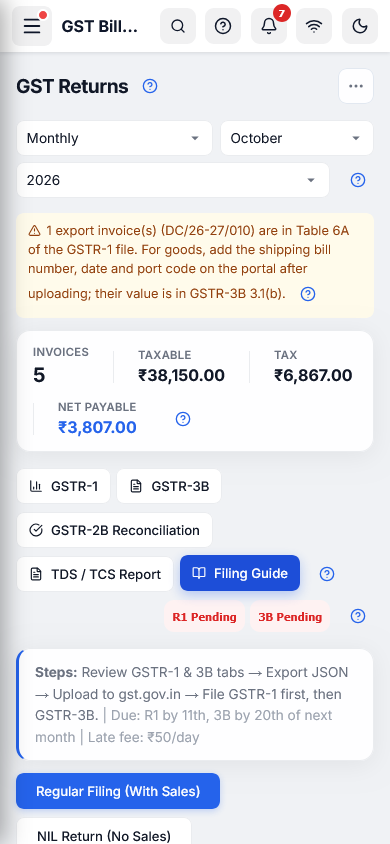 GST Bill...
7
GST Returns
Monthly
October
2026
1 export invoice(s) (DC/26-27/010) are in Table 6A
of the GSTR-1 file. For goods, add the shipping bill
number, date and port code on the portal after
uploading; their value is in GSTR-3B 3.1(b).
INVOICES
5
TAXABLE
₹38,150.00
TAX
₹6,867.00
NET PAYABLE
₹3,807.00
GSTR-1
GSTR-3B
GSTR-2B Reconciliation
TDS / TCS Report
Filing Guide
R1 Pending
3B Pending
Steps: Review GSTR-1 & 3B tabs → Export JSON
→ Upload to gst.gov.in → File GSTR-1 first, then
GSTR-3B. | Due: R1 by 11th, 3B by 20th of next
month | Late fee: ₹50/day
Regular Filing (With Sales)
NIL Return (No Sales)